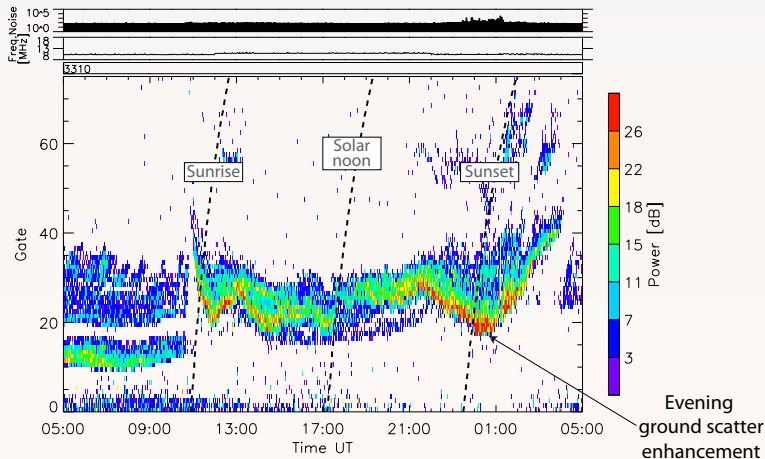 10+5
10+0
Freq.Noise
[MHz]
18
13
8
3310
60
40
20
0
Gate
Sunrise
Solar
noon
Sunset
05:00 09:00 13:00 17:00 21:00 01:00 05:00
Time UT
26
22
18
15
11
7
3
Power [dB]
Evening
ground scatter
enhancement